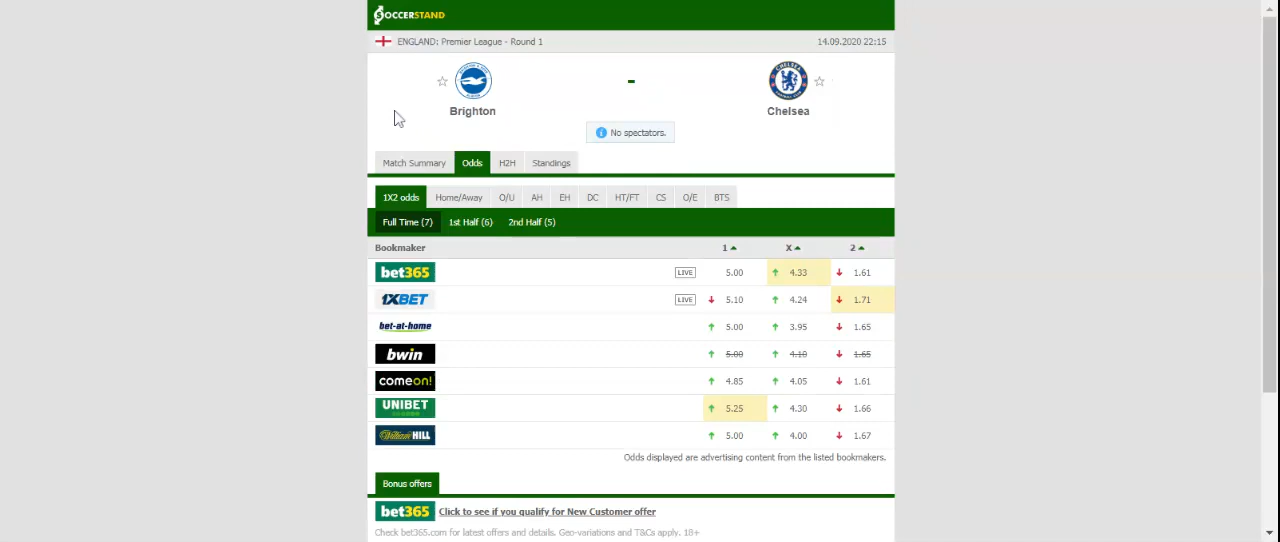 SOCCERSTAND
ENGLAND: Premier League - Round 1 14.09.2020 22:15
-
Brighton Chelsea
No spectators.
Match Summary Odds H2H Standings
1X2 odds Home/Away O/U AH EH DC HT/FT CS O/E BTS
Full Time (7) 1st Half (6) 2nd Half (5)
Bookmaker 1 X 2
bet365 LIVE 5.00 4.33 1.61
1XBET LIVE 5.10 4.24 1.71
bet-at-home 5.00 3.95 1.65
bwin 5.00 4.10 1.65
comeon! 4.85 4.05 1.61
UNIBET 5.25 4.30 1.66
William HILL 5.00 4.00 1.67
Odds displayed are advertising content from the listed bookmakers.
Bonus offers
bet365 Click to see if you qualify for New Customer offer
Check bet365.com for latest offers and details. Geo-variations and T&Cs apply. 18+